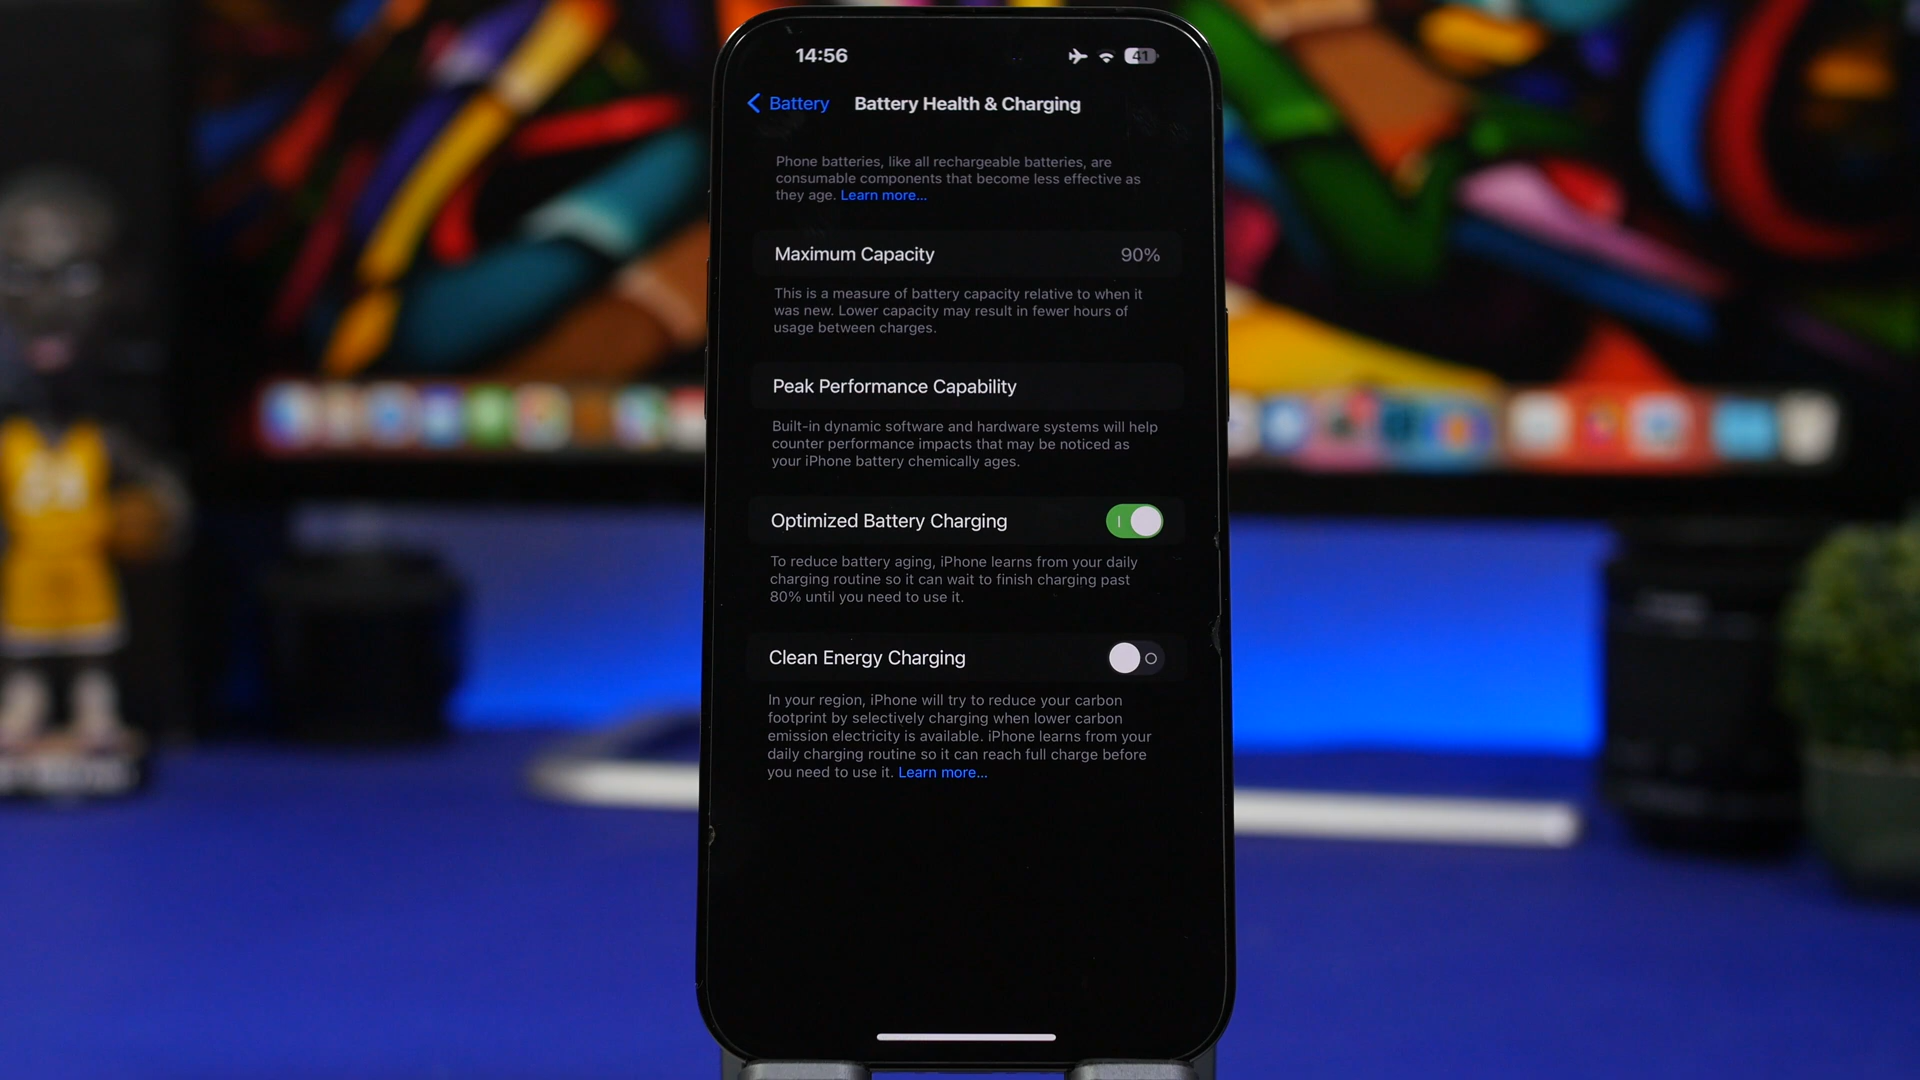 14:56
41
Battery
Battery Health & Charging
Phone batteries, like all rechargeable batteries, are
consumable components that become less effective as
they age. Learn more...
Maximum Capacity 90%
This is a measure of battery capacity relative to when it
was new. Lower capacity may result in fewer hours of
usage between charges.
Peak Performance Capability
Built-in dynamic software and hardware systems will help
counter performance impacts that may be noticed as
your iPhone battery chemically ages.
Optimized Battery Charging
To reduce battery aging, iPhone learns from your daily
charging routine so it can wait to finish charging past
80% until you need to use it.
Clean Energy Charging
In your region, iPhone will try to reduce your carbon
footprint by selectively charging when lower carbon
emission electricity is available. iPhone learns from your
daily charging routine so it can reach full charge before
you need to use it. Learn more...